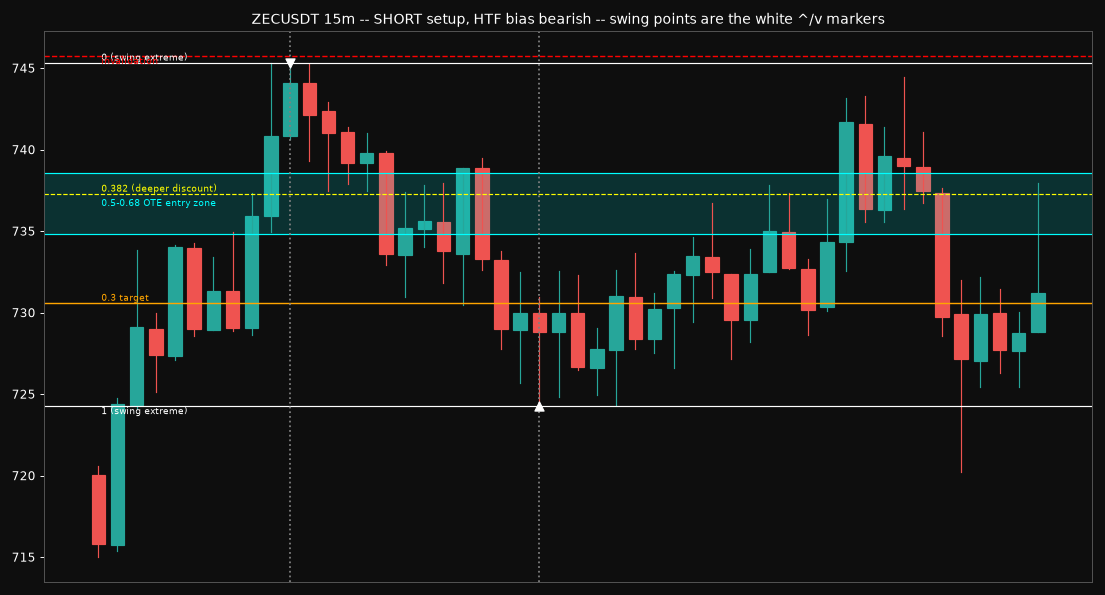 ZECUSDT 15m -- SHORT setup, HTF bias bearish -- swing points are the white ^/v markers
0 (swing extreme)
745
740
0.382 (deeper discount)
0.5-0.68 OTE entry zone
735
0.3 target
730
725
1 (swing extreme)
720
715